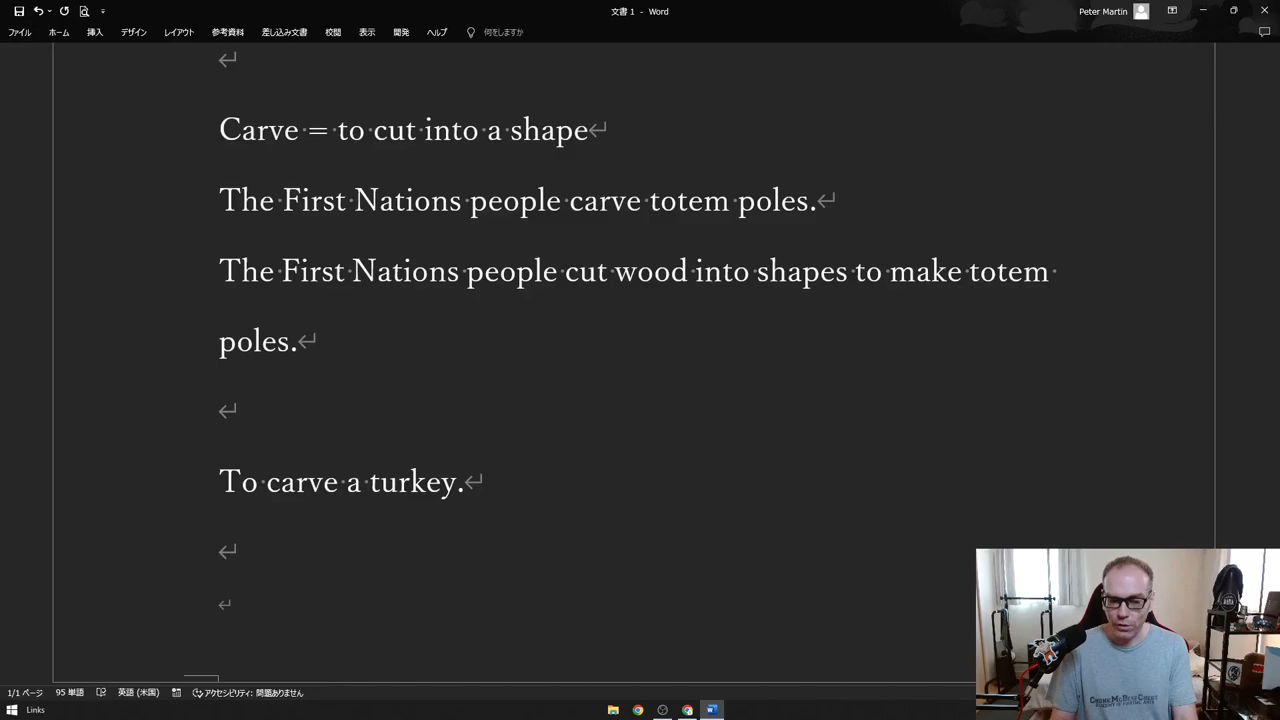 文書 1 - Word
Peter Martin
ファイル ホーム 挿入 デザイン レイアウト 参考資料 差し込み文書 校閲 表示 開発 ヘルプ 何をしますか
Carve = to cut into a shape
The First Nations people carve totem poles.
The First Nations people cut wood into shapes to make totem
poles.
To carve a turkey.
1/1 ページ 95 単語 英語 (米国) アクセシビリティ: 問題ありません
Links